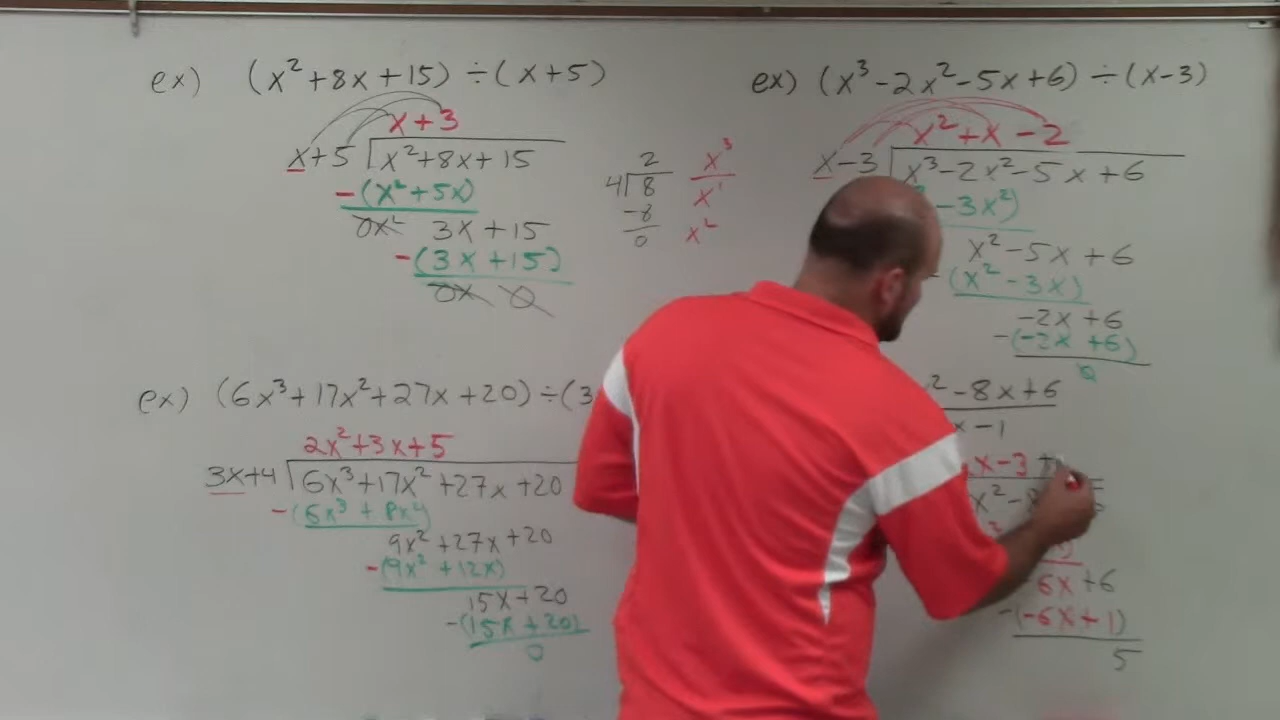 ex) (x² + 8x + 15) ÷ (x + 5)
x + 3
x + 5 x² + 8x + 15
-(x² + 5x)
0x² 3x + 15
-(3x + 15)
0x 0
2
4 8
-8
0
x³
x¹
x²
ex) (x³ - 2x² - 5x + 6) ÷ (x - 3)
x² + x - 2
x - 3 x³ - 2x² - 5x + 6
- 3x²)
x² - 5x + 6
-(x² - 3x)
-2x + 6
-(-2x + 6)
0
ex) (6x³ + 17x² + 27x + 20) ÷ (3
2x² + 3x + 5
3x + 4 6x³ + 17x² + 27x + 20
-(6x³ + 8x²)
9x² + 27x + 20
-(9x² + 12x)
15x + 20
-(15x + 20)
0
² - 8x + 6
x - 1
x - 3 +
x² - 8
6x + 6
-(-6x + 1)
5